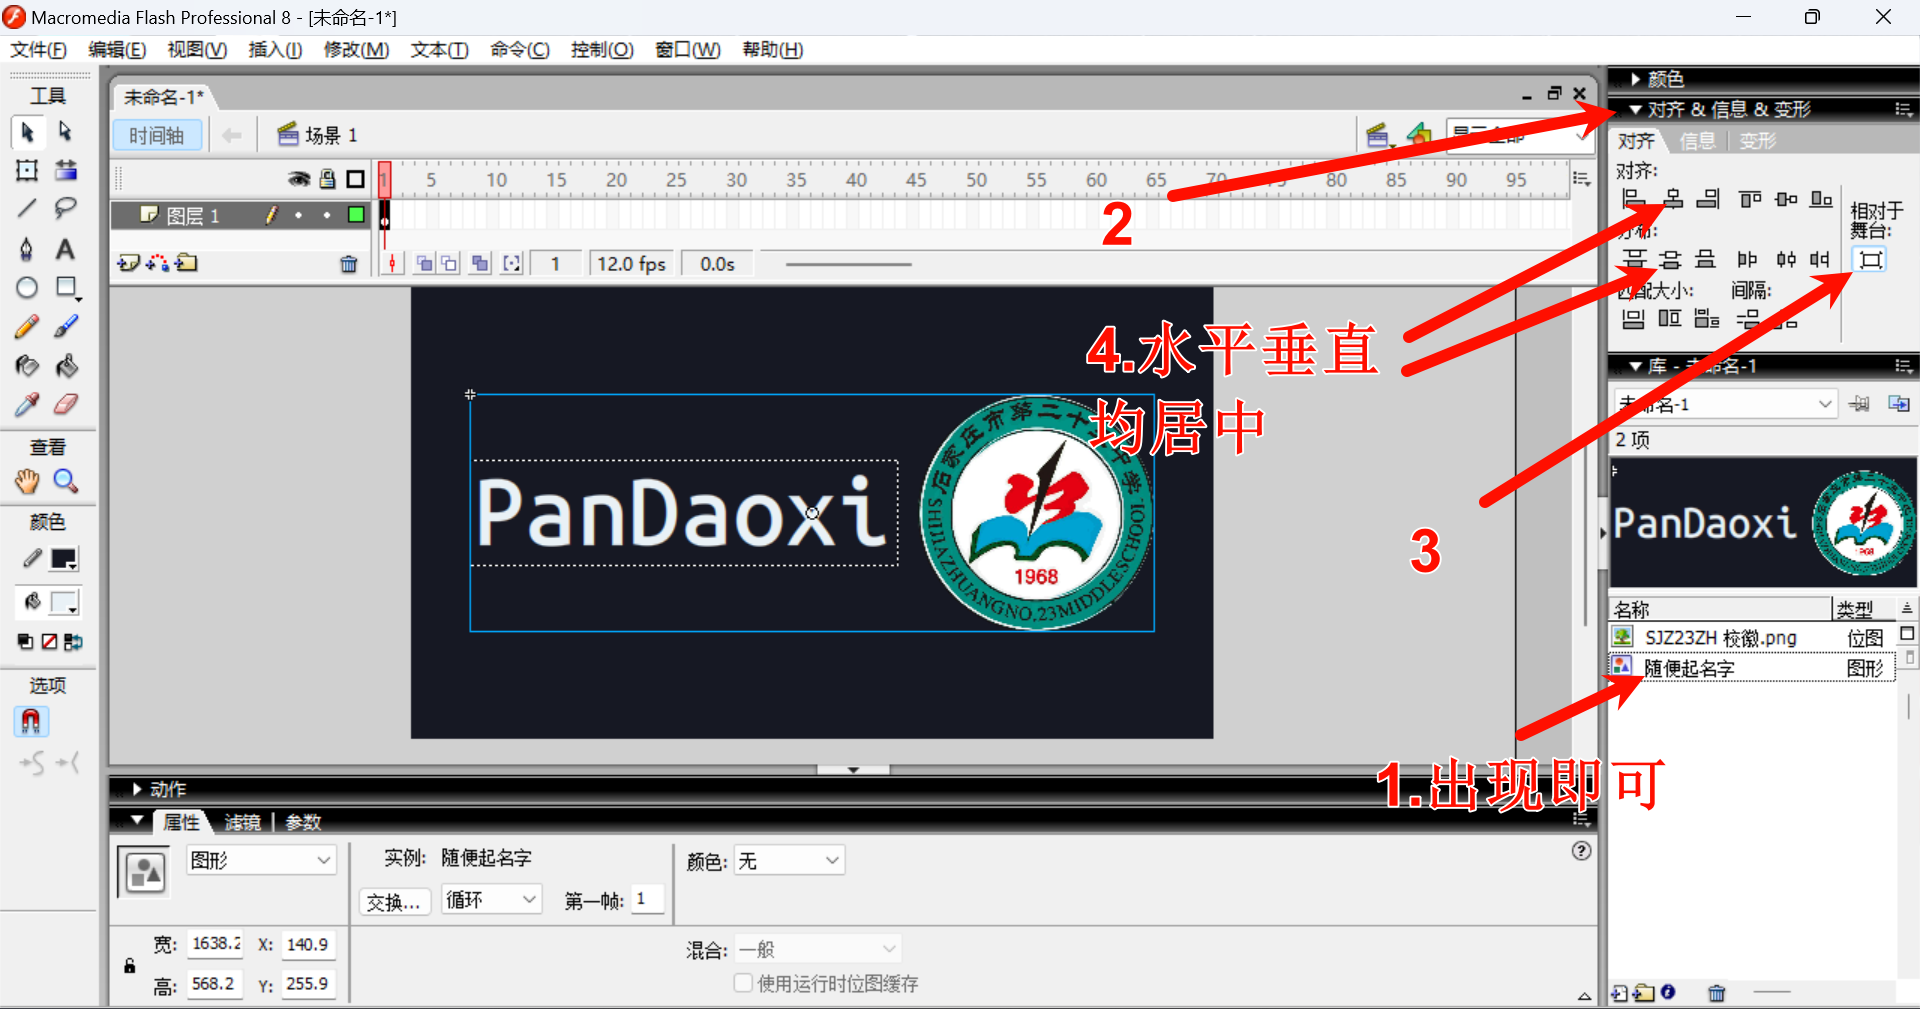 Macromedia Flash Professional 8 - [未命名-1*]
文件(F) 编辑(E) 视图(V) 插入(I) 修改(M) 文本(T) 命令(C) 控制(O) 窗口(W) 帮助(H)
工具
未命名-1*
时间轴 场景 1
1 5 10 15 20 25 30 35 40 45 50 55 60 65 70 75 80 85 90 95
图层 1
1 12.0 fps 0.0s
查看
颜色
选项
PanDaoxi
石家庄市第二十三中学
SHIJIAZHUANGNO.23MIDDLESCHOOL
1968
2
4.水平垂直
均居中
3
1.出现即可
颜色
对齐 & 信息 & 变形
对齐 信息 变形
对齐:
相对于
舞台:
分布:
匹配大小: 间隔:
库 - 未命名-1
未命名-1
2 项
PanDaoxi
1968
名称 类型
SJZ23ZH 校徽.png 位图
随便起名字 图形
动作
属性 滤镜 参数
图形 实例: 随便起名字 颜色: 无
交换... 循环 第一帧: 1
宽: 1638.2 X: 140.9 混合: 一般
高: 568.2 Y: 255.9 使用运行时位图缓存